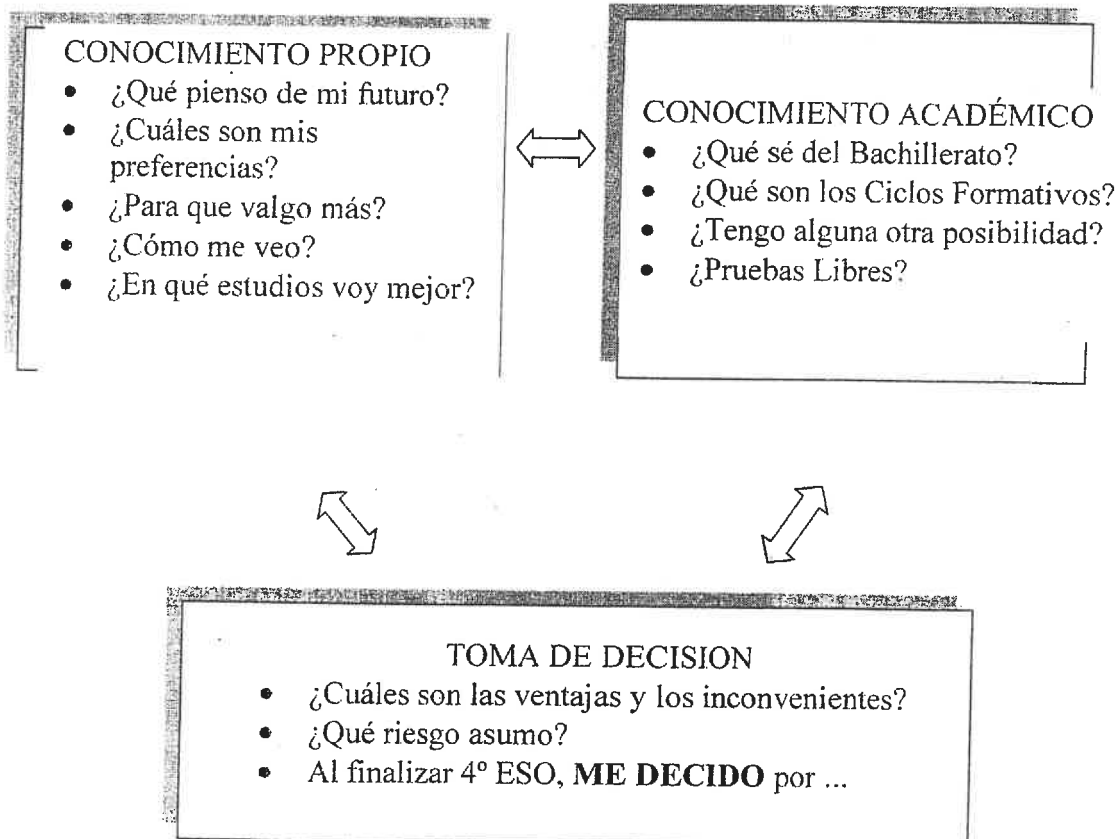 CONOCIMIENTO PROPIO
• ¿Qué pienso de mi futuro?
• ¿Cuáles son mis
preferencias?
• ¿Para que valgo más?
• ¿Cómo me veo?
• ¿En qué estudios voy mejor?
CONOCIMIENTO ACADÉMICO
• ¿Qué sé del Bachillerato?
• ¿Qué son los Ciclos Formativos?
• ¿Tengo alguna otra posibilidad?
• ¿Pruebas Libres?
TOMA DE DECISION
• ¿Cuáles son las ventajas y los inconvenientes?
• ¿Qué riesgo asumo?
• Al finalizar 4º ESO, ME DECIDO por ...